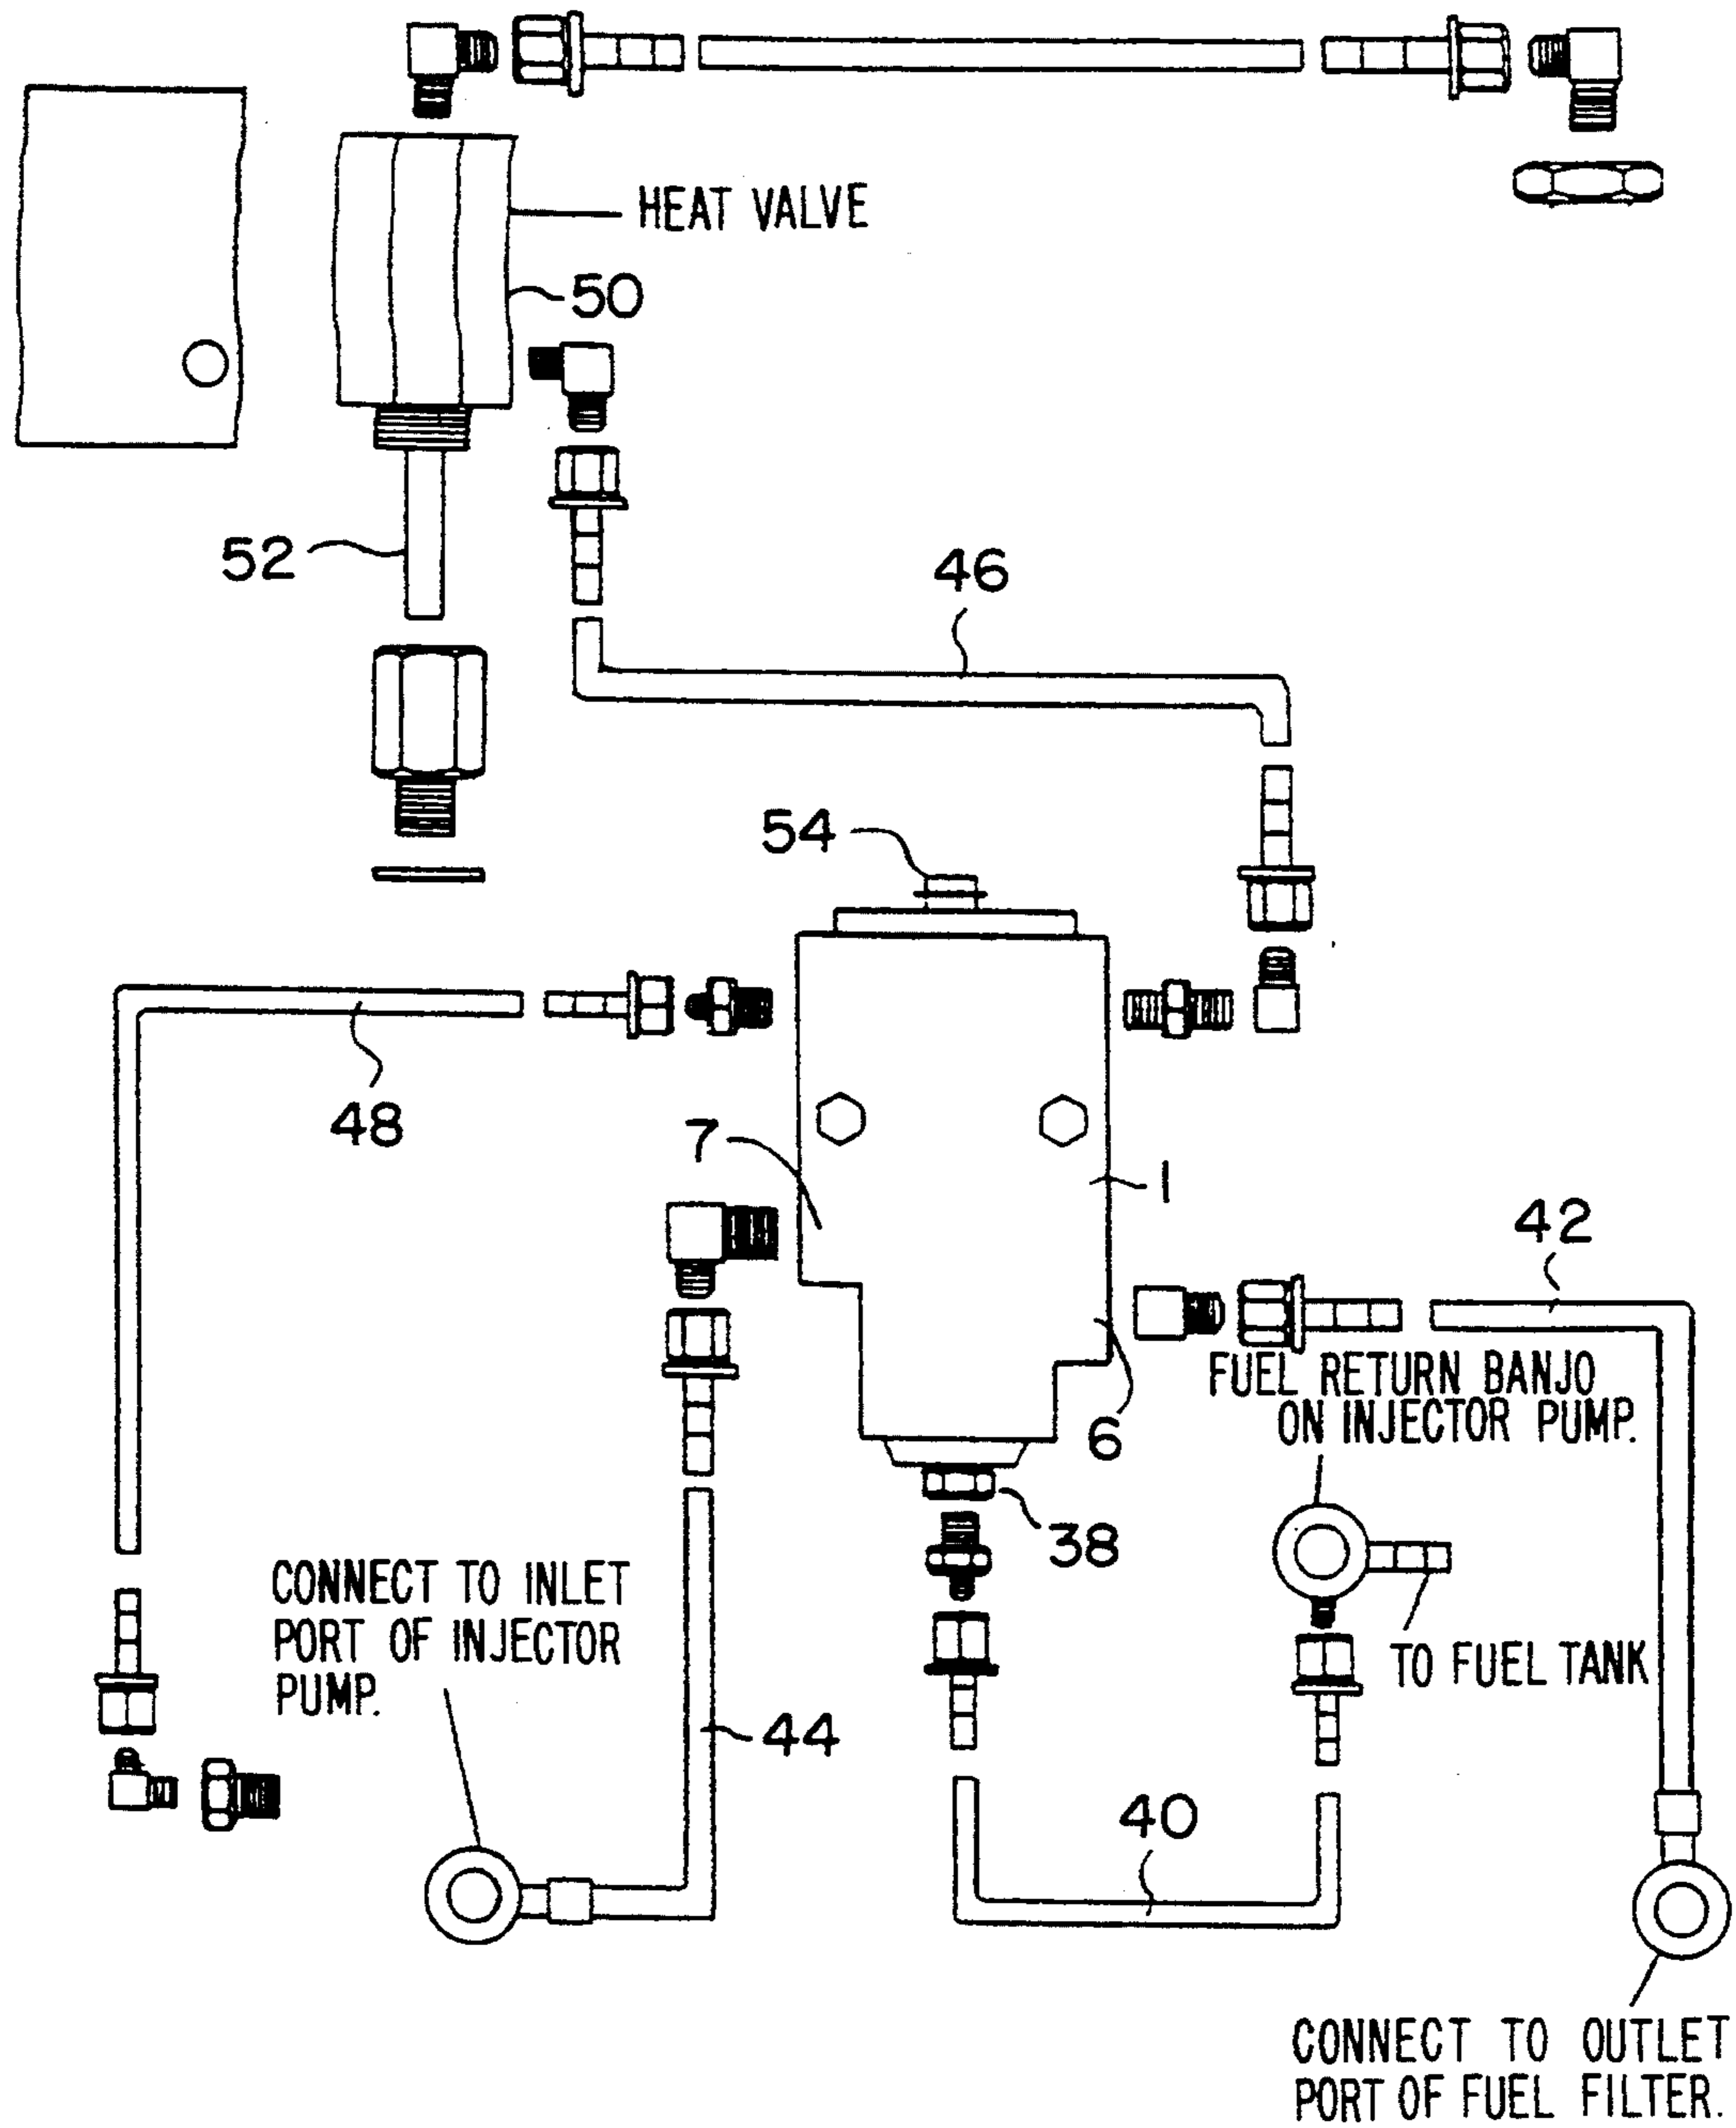 HEAT VALVE
50
52
46
54
48
7
1
42
FUEL RETURN BANJO
ON INJECTOR PUMP.
6
38
CONNECT TO INLET
PORT OF INJECTOR
PUMP.
TO FUEL TANK
44
40
CONNECT TO OUTLET
PORT OF FUEL FILTER.